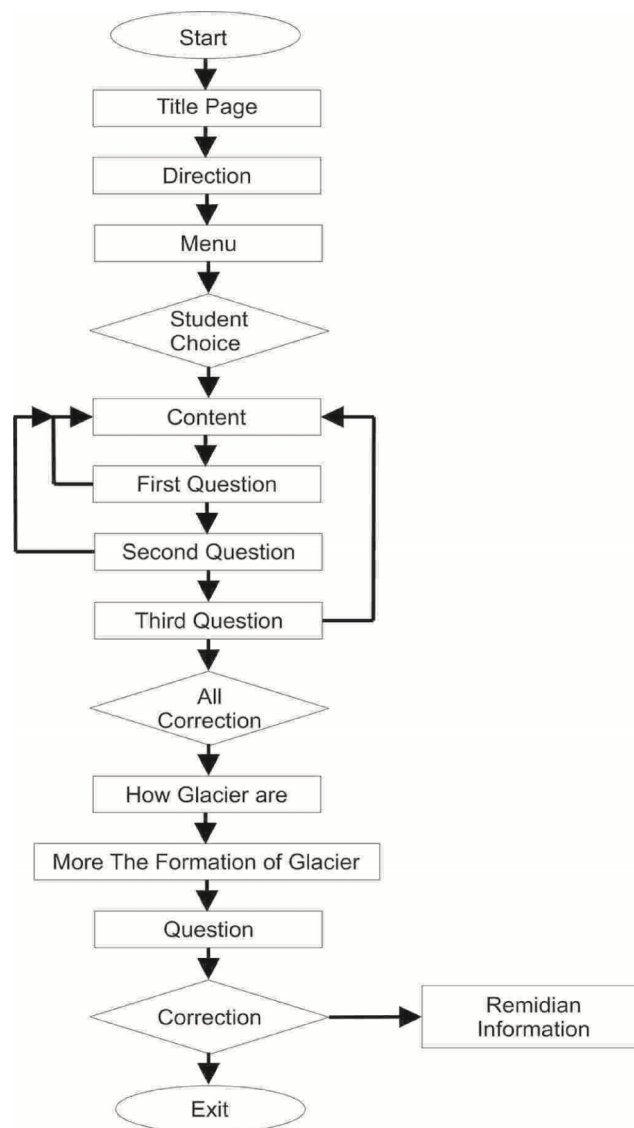 Start
Title Page
Direction
Menu
Student
Choice
Content
First Question
Second Question
Third Question
All
Correction
How Glacier are
More The Formation of Glacier
Question
Correction
Remidian
Information
Exit